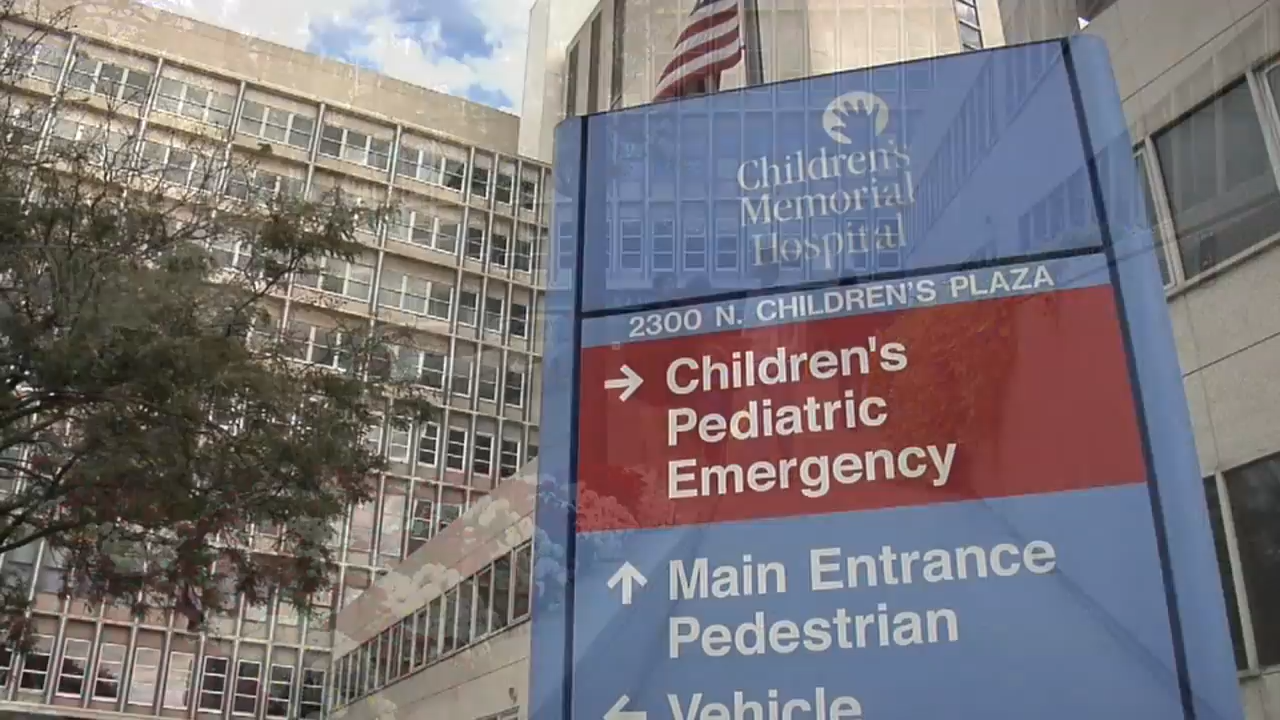 Children's
Memorial
Hospital
2300 N. CHILDREN'S PLAZA
→ Children's
Pediatric
Emergency
↑ Main Entrance
Pedestrian
← Vehicle